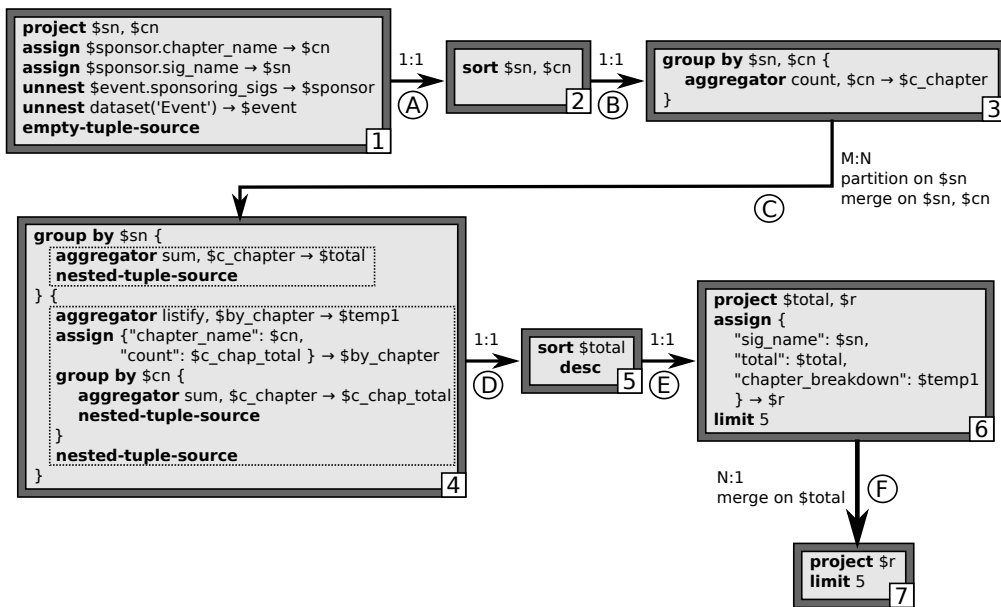 project $sn, $cn
assign $sponsor.chapter_name → $cn
assign $sponsor.sig_name → $sn
unnest $event.sponsoring_sigs → $sponsor
unnest dataset('Event') → $event
empty-tuple-source
1
1:1
A
sort $sn, $cn
2
1:1
B
group by $sn, $cn {
aggregator count, $cn → $c_chapter
}
3
M:N
partition on $sn
merge on $sn, $cn
C
group by $sn {
aggregator sum, $c_chapter → $total
nested-tuple-source
} {
aggregator listify, $by_chapter → $temp1
assign {"chapter_name": $cn,
"count": $c_chap_total } → $by_chapter
group by $cn {
aggregator sum, $c_chapter → $c_chap_total
nested-tuple-source
}
nested-tuple-source
}
4
1:1
D
sort $total
desc
5
1:1
E
project $total, $r
assign {
"sig_name": $sn,
"total": $total,
"chapter_breakdown": $temp1
} → $r
limit 5
6
N:1
merge on $total
F
project $r
limit 5
7